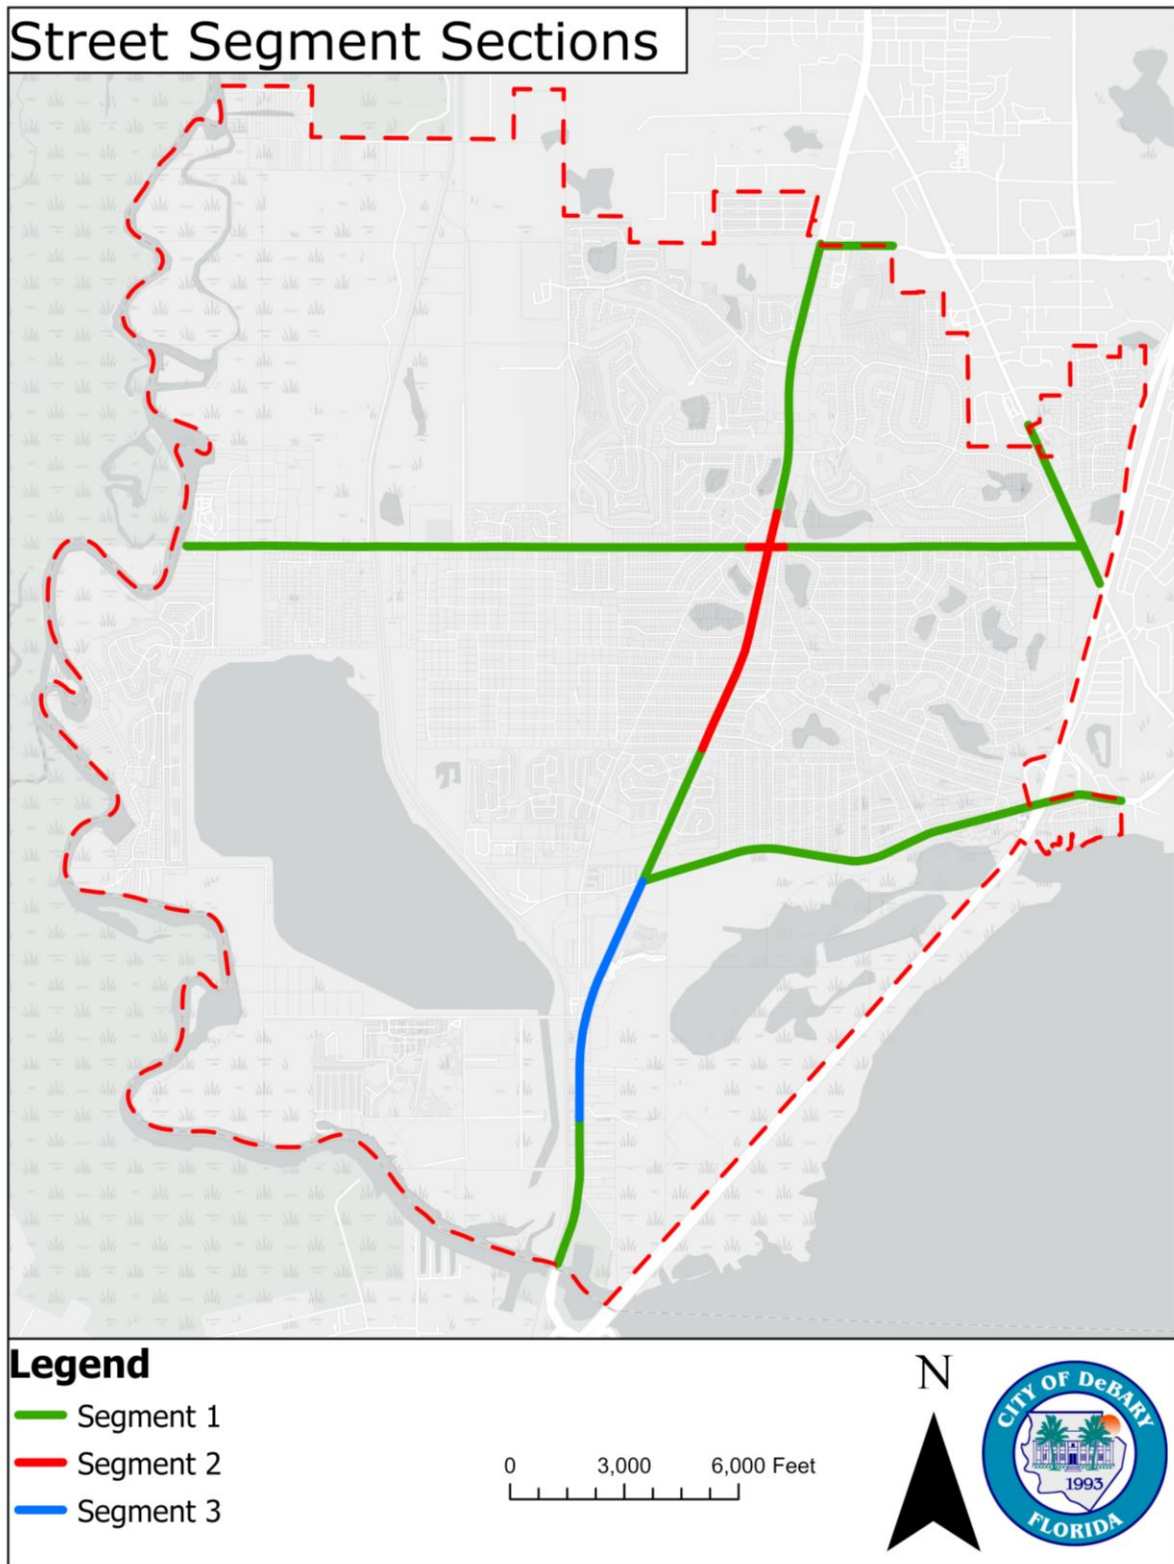 Street Segment Sections
Legend
Segment 1
Segment 2
Segment 3
0 3,000 6,000 Feet
N
CITY OF DeBARY
1993
FLORIDA